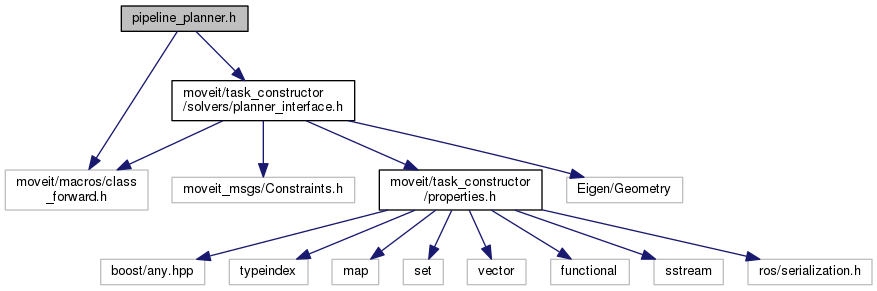 pipeline_planner.h
moveit/task_constructor
/solvers/planner_interface.h
moveit/macros/class
_forward.h
moveit_msgs/Constraints.h
moveit/task_constructor
/properties.h
Eigen/Geometry
boost/any.hpp
typeindex
map
set
vector
functional
sstream
ros/serialization.h